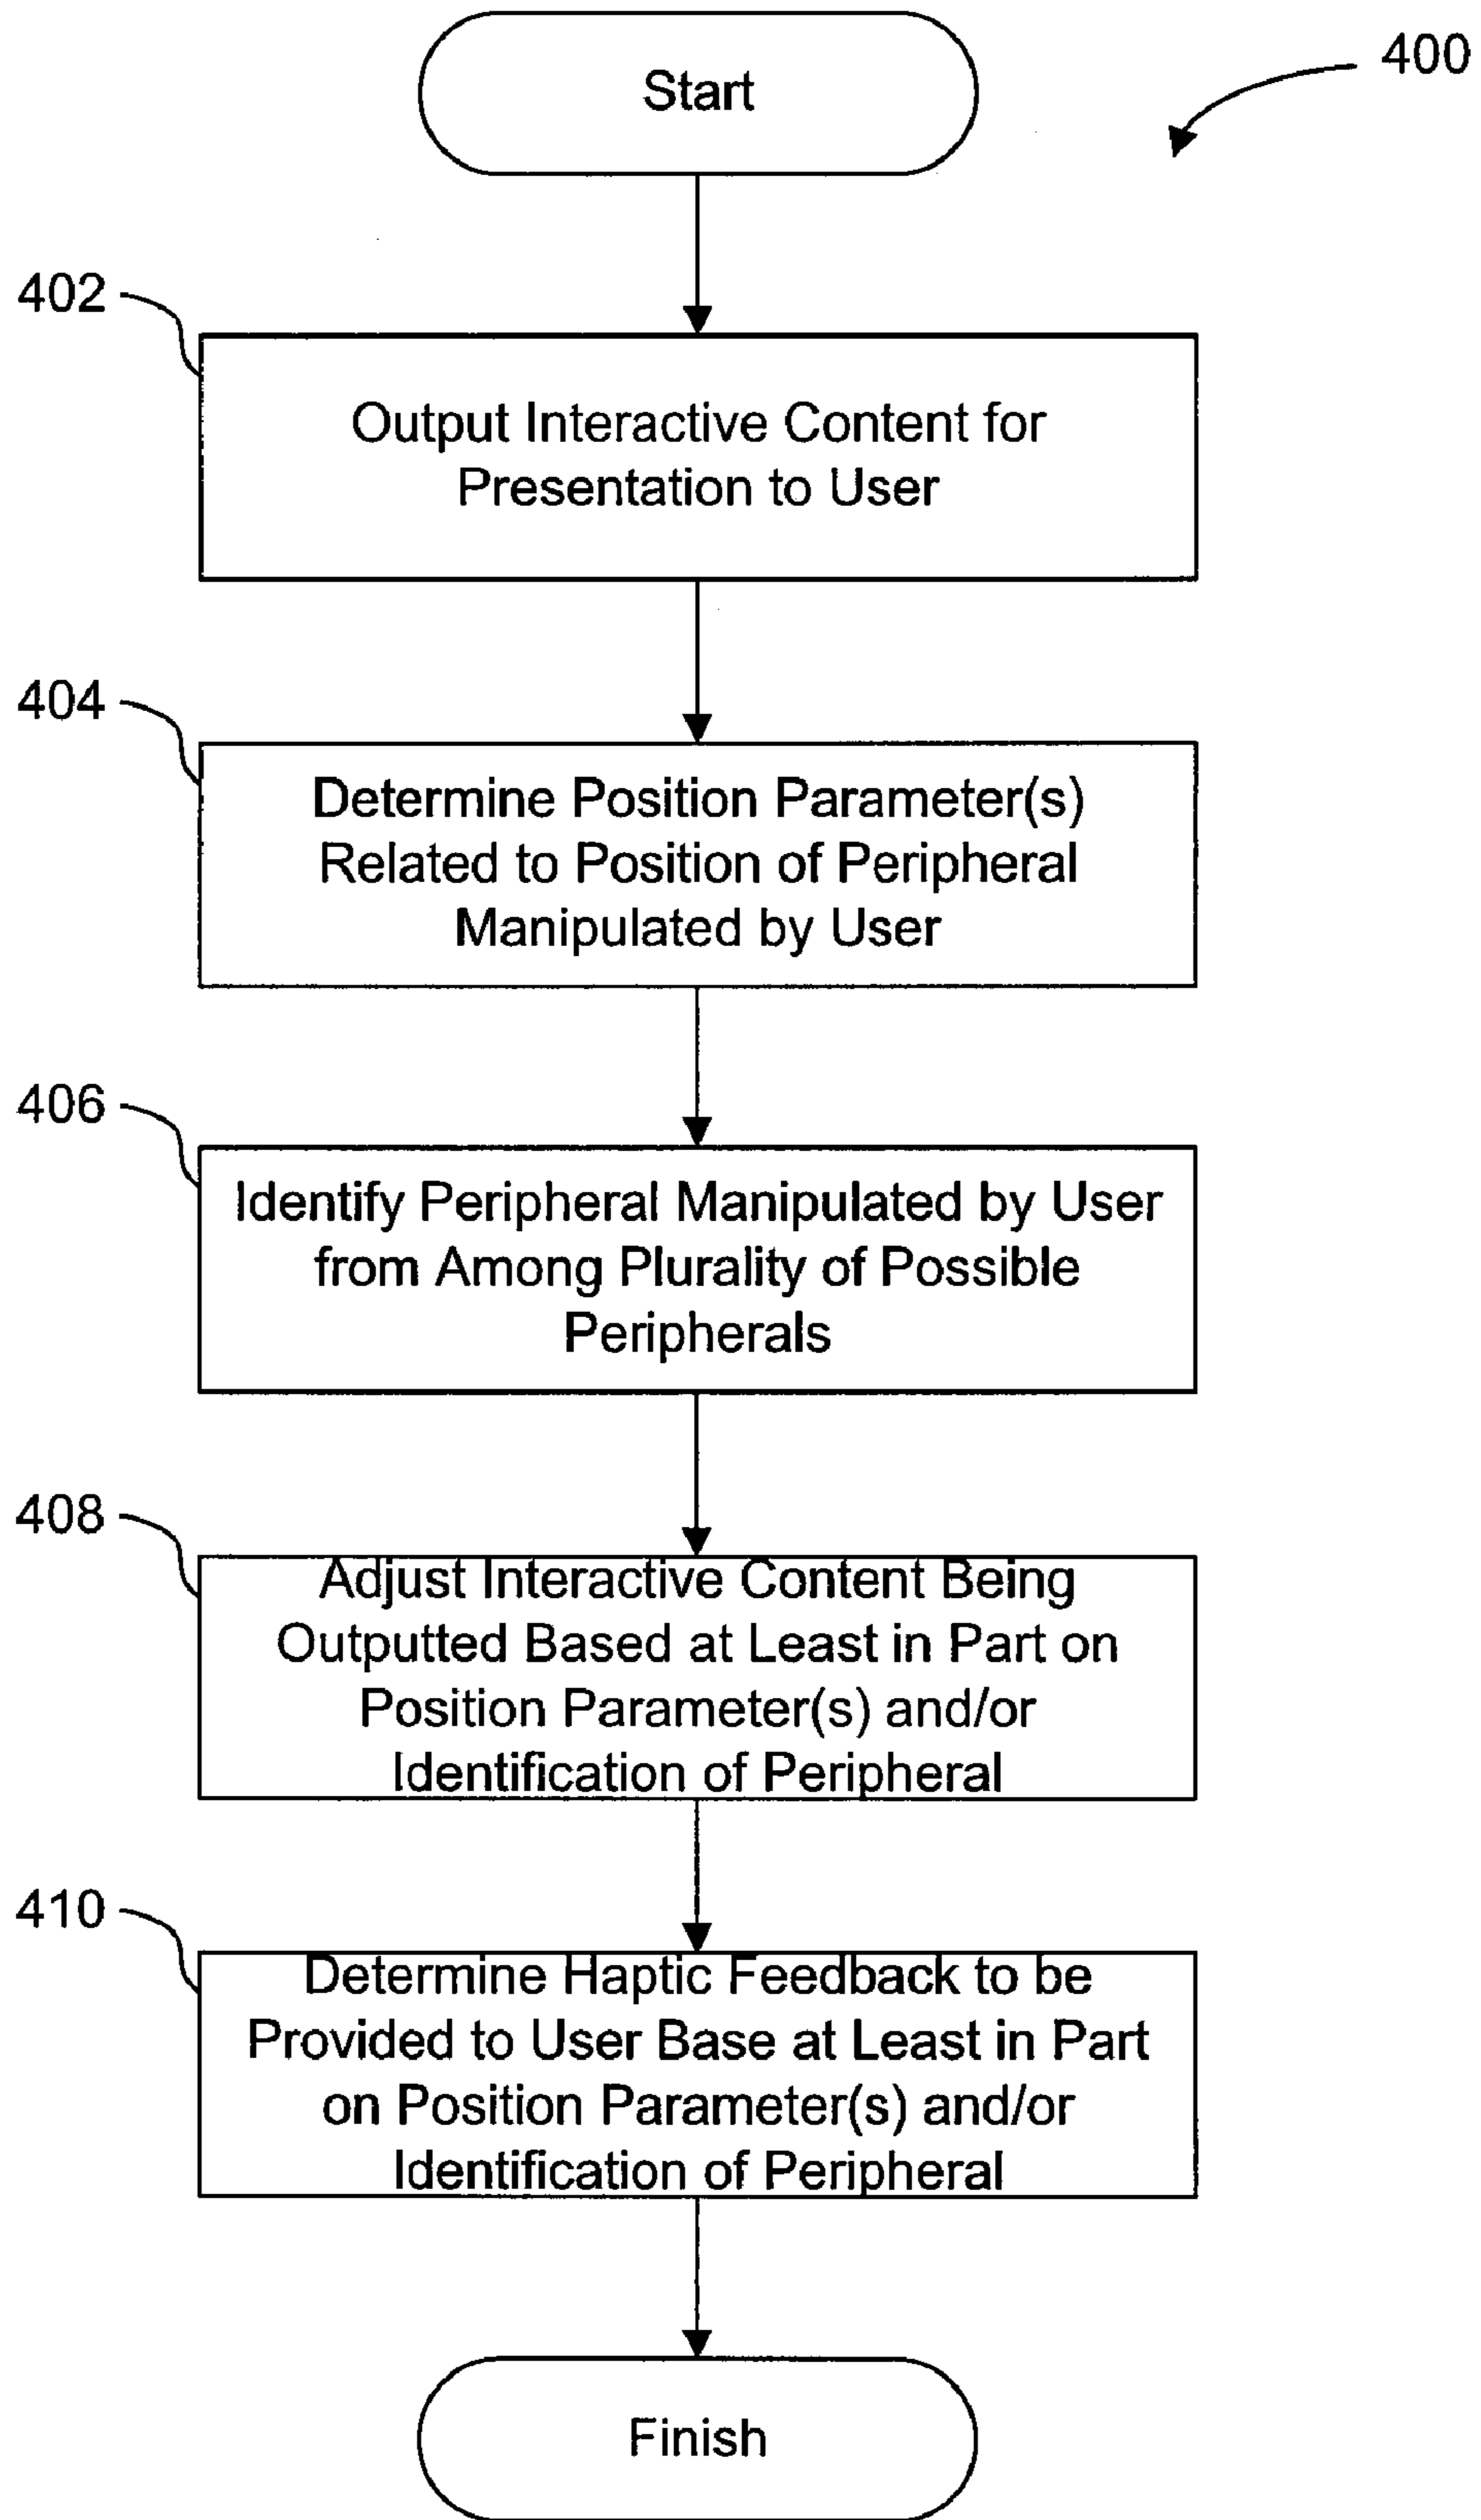 Start
400
402
Output Interactive Content for
Presentation to User
404
Determine Position Parameter(s)
Related to Position of Peripheral
Manipulated by User
406
Identify Peripheral Manipulated by User
from Among Plurality of Possible
Peripherals
408
Adjust Interactive Content Being
Outputted Based at Least in Part on
Position Parameter(s) and/or
Identification of Peripheral
410
Determine Haptic Feedback to be
Provided to User Base at Least in Part
on Position Parameter(s) and/or
Identification of Peripheral
Finish